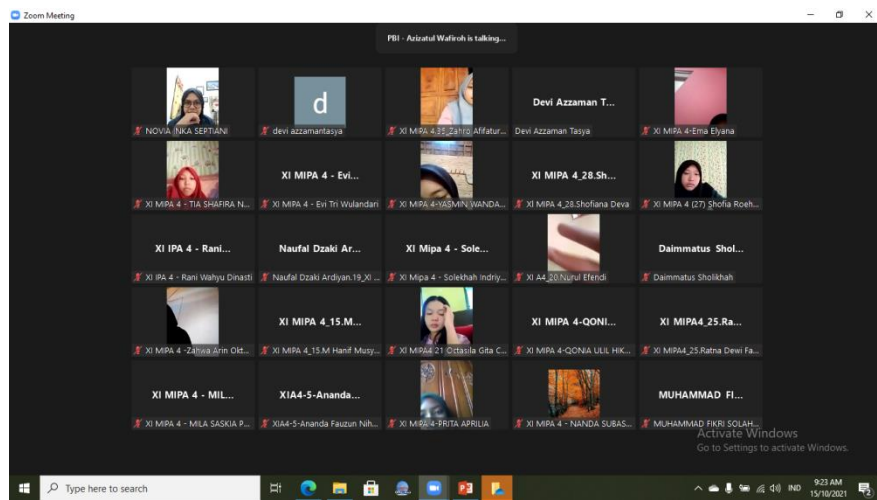 Zoom Meeting
PBI - Azizatul Wafiroh is talking...
d
Devi Azzaman T...
NOVIA INKA SEPTIANI
devi azzamantasya
XI MIPA 4.35_Zahro Afifatur...
Devi Azzaman Tasya
XI MIPA 4-Ema Elyana
XI MIPA 4 - Evi...
XI MIPA 4_28.Sh...
XI MIPA 4 - TIA SHAFIRA N...
XI MIPA 4 - Evi Tri Wulandari
XI MIPA 4-YASMIN WANDA...
XI MIPA 4_28.Shofiana Deva
XI MIPA 4 (27) Shofia Roeh...
XI IPA 4 - Rani...
Naufal Dzaki Ar...
XI Mipa 4 - Sole...
Daimmatus Shol...
XI IPA 4 - Rani Wahyu Dinasti
Naufal Dzaki Ardiyan.19_XI ...
XI Mipa 4 - Solekhah Indriy...
XI A4_20 Nurul Efendi
Daimmatus Sholikhah
XI MIPA 4_15.M...
XI MIPA 4-QONI...
XI MIPA4_25.Ra...
XI MIPA 4 -Zahwa Arin Okt...
XI MIPA 4_15.M Hanif Musy...
XI MIPA4 21 Octasila Gita C...
XI MIPA 4-QONIA ULIL HIK...
XI MIPA4_25.Ratna Dewi Fa...
XI MIPA 4 - MIL...
XIA4-5-Ananda...
MUHAMMAD FI...
XI MIPA 4 - MILA SASKIA P...
XIA4-5-Ananda Fauzun Nih...
XI MIPA 4-PRITA APRILIA
XI MIPA 4 - NANDA SUBAS...
MUHAMMAD FIKRI SOLAH...
Activate Windows
Go to Settings to activate Windows.
Type here to search
IND
9:23 AM
15/10/2021
2